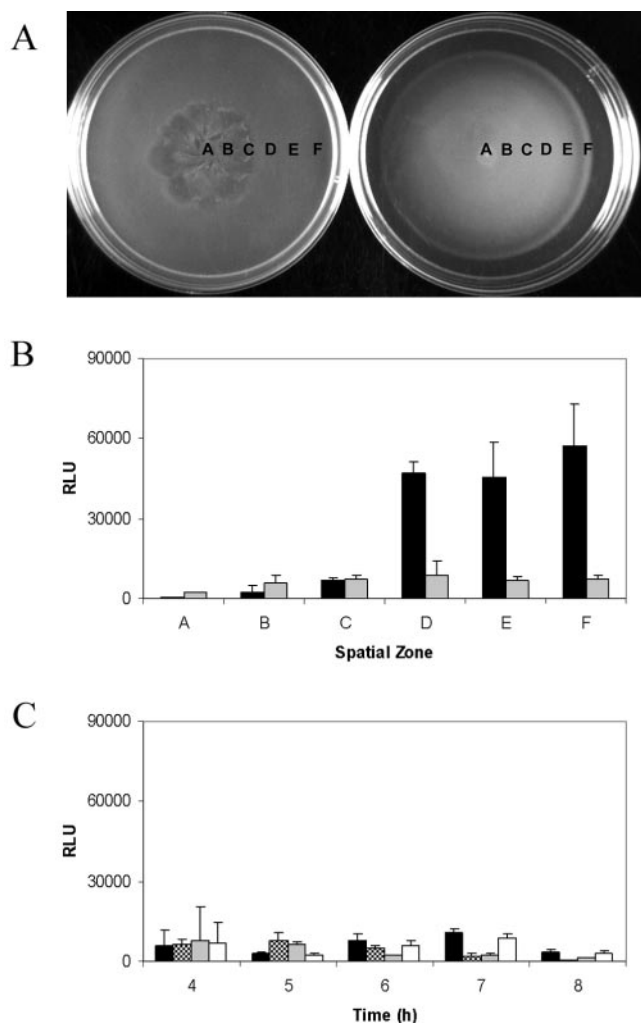 A
A B C D E F
A B C D E F
B
90000
60000
30000
0
RLU
A B C D E F
Spatial Zone
C
90000
60000
30000
0
RLU
4 5 6 7 8
Time (h)